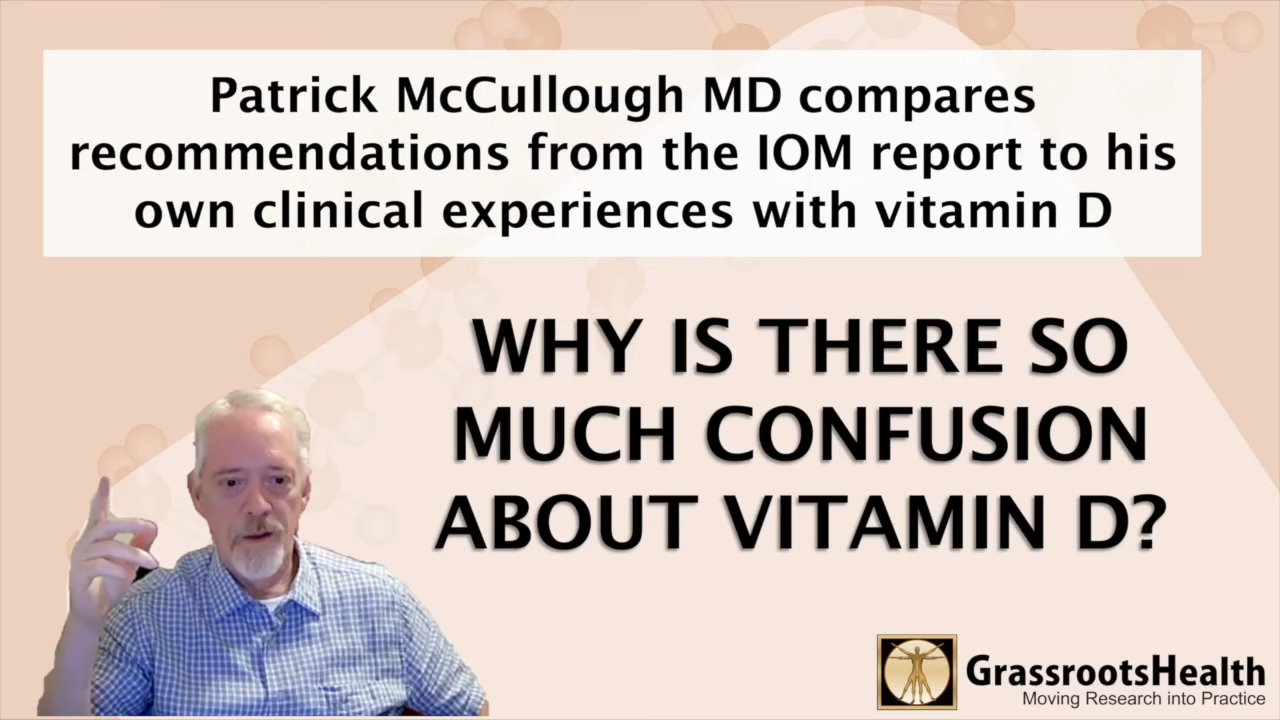 Patrick McCullough MD compares
recommendations from the IOM report to his
own clinical experiences with vitamin D
WHY IS THERE SO
MUCH CONFUSION
ABOUT VITAMIN D?
GrassrootsHealth
Moving Research into Practice